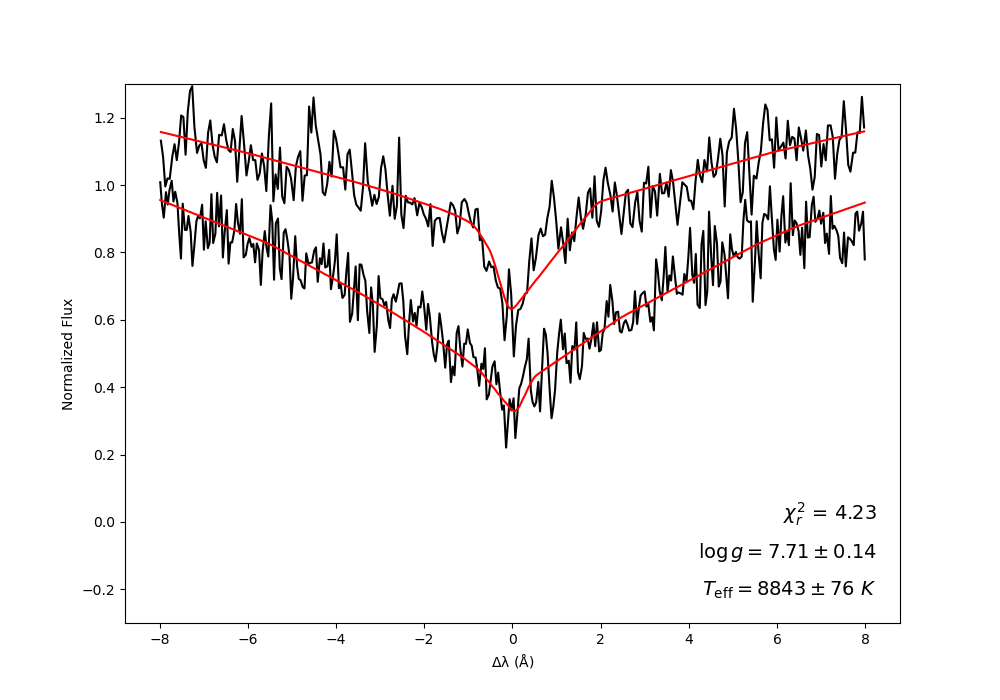 1.2
1.0
0.8
0.6
0.4
0.2
0.0
−0.2
Normalized Flux
χ²ᵣ = 4.23
log g = 7.71 ± 0.14
T_eff = 8843 ± 76 K
−8 −6 −4 −2 0 2 4 6 8
Δλ (Å)